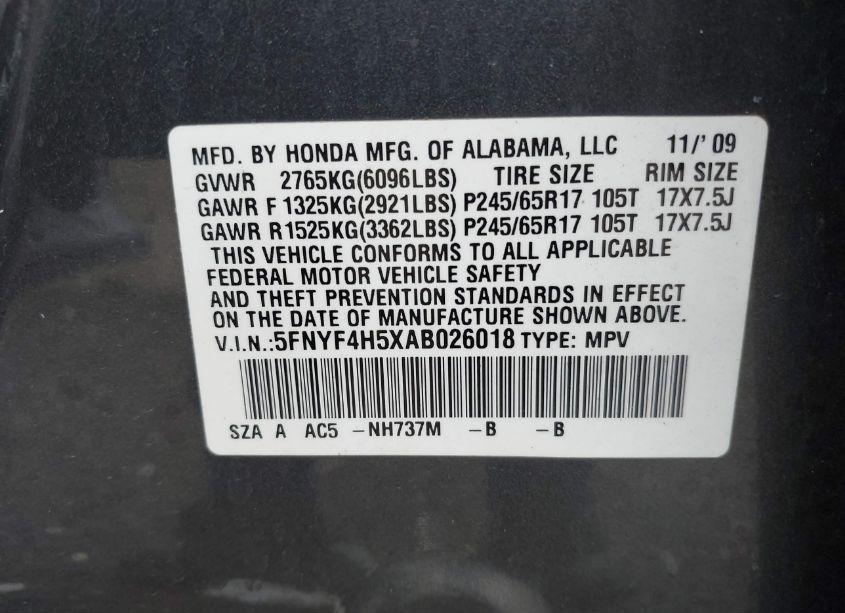 MFD. BY HONDA MFG. OF ALABAMA, LLC 11/'09
GVWR 2765KG(6096LBS) TIRE SIZE RIM SIZE
GAWR F 1325KG(2921LBS) P245/65R17 105T 17X7.5J
GAWR R 1525KG(3362LBS) P245/65R17 105T 17X7.5J
THIS VEHICLE CONFORMS TO ALL APPLICABLE
FEDERAL MOTOR VEHICLE SAFETY
AND THEFT PREVENTION STANDARDS IN EFFECT
ON THE DATE OF MANUFACTURE SHOWN ABOVE.
V.I.N.:5FNYF4H5XAB026018 TYPE: MPV
SZA A AC5 -NH737M -B -B